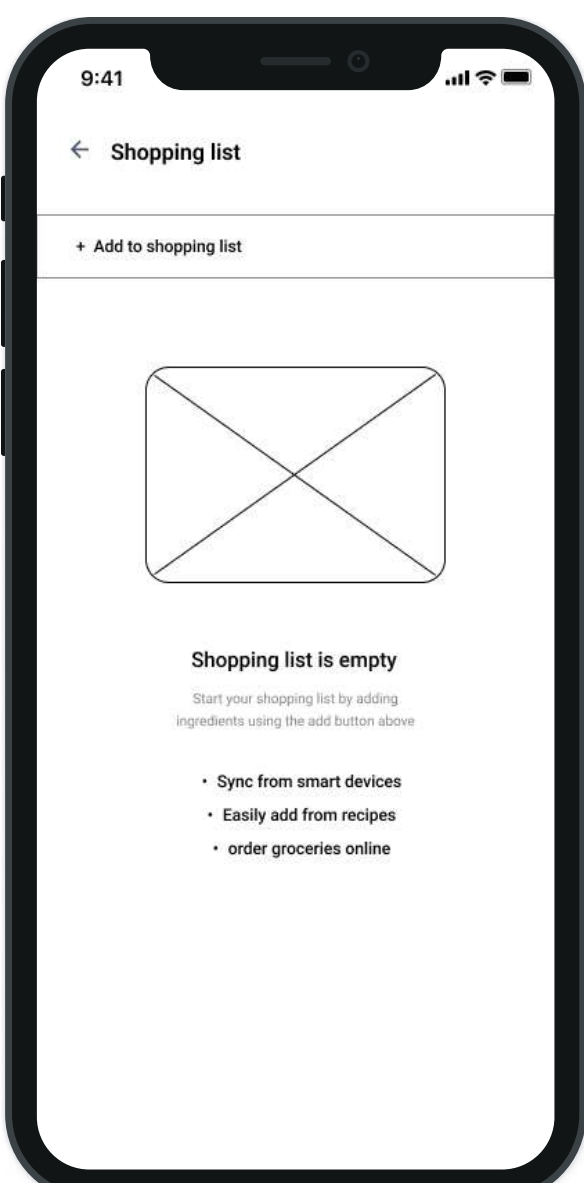 9:41
Shopping list
+ Add to shopping list
Shopping list is empty
Start your shopping list by adding
ingredients using the add button above
• Sync from smart devices
• Easily add from recipes
• order groceries online